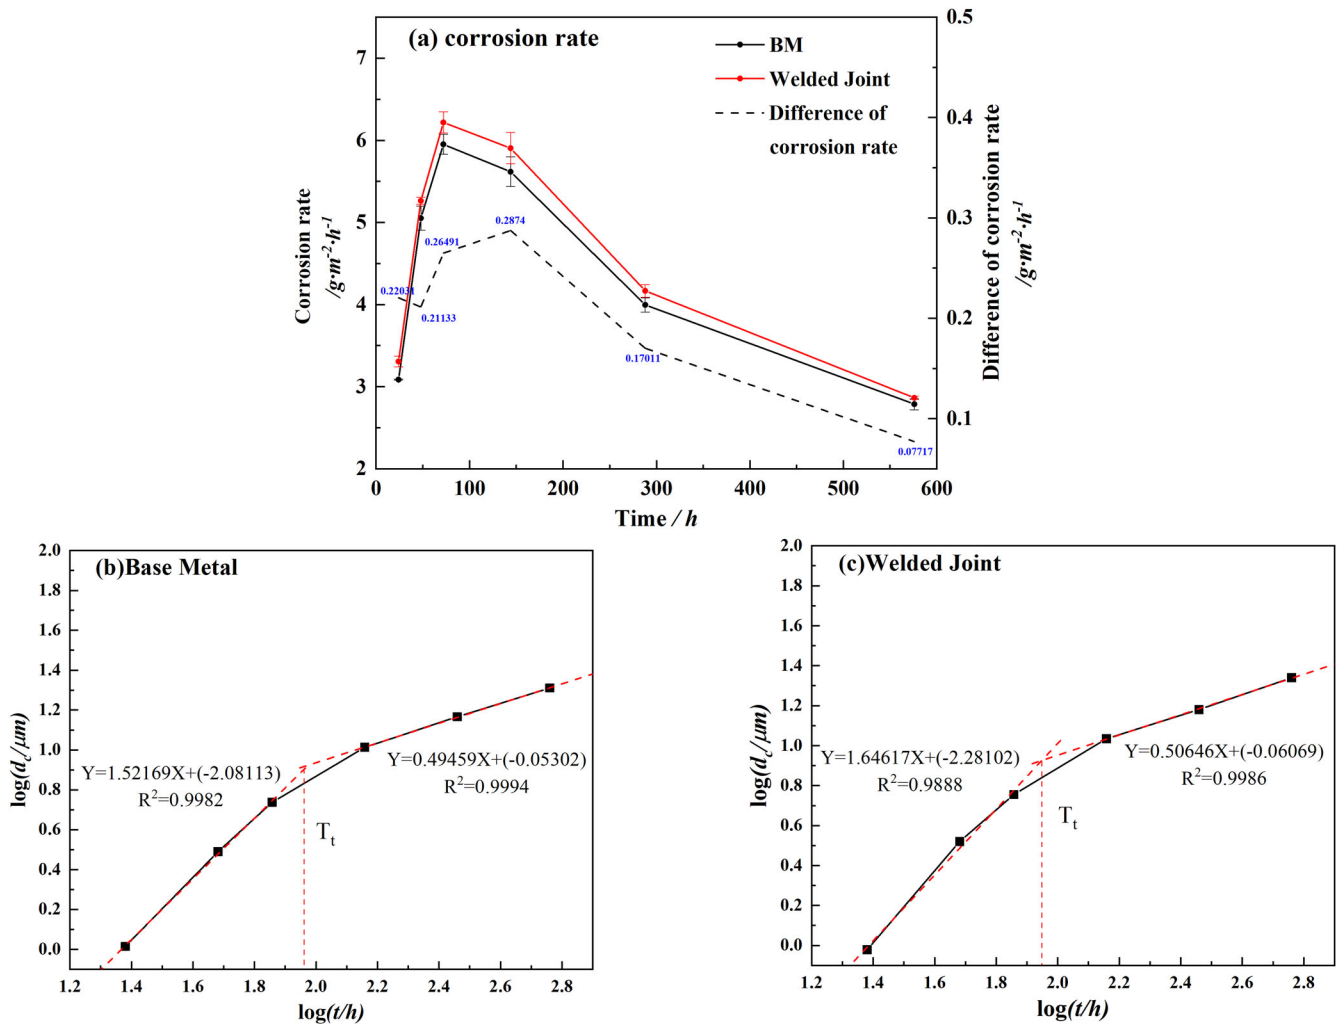 (a) corrosion rate
BM
Welded Joint
Difference of
corrosion rate
0.22031
0.21133
0.26491
0.2874
0.17011
0.07717
7
6
5
4
3
2
Corrosion rate
/g·m⁻²·h⁻¹
0.5
0.4
0.3
0.2
0.1
Difference of corrosion rate
/g·m⁻²·h⁻¹
0 100 200 300 400 500 600
Time / h
(b)Base Metal
2.0
1.8
1.6
1.4
1.2
1.0
0.8
0.6
0.4
0.2
0.0
log(d_c/μm)
Y=1.52169X+(-2.08113)
R²=0.9982
Y=0.49459X+(-0.05302)
R²=0.9994
T_t
1.2 1.4 1.6 1.8 2.0 2.2 2.4 2.6 2.8
log(t/h)
(c)Welded Joint
2.0
1.8
1.6
1.4
1.2
1.0
0.8
0.6
0.4
0.2
0.0
log(d_c/μm)
Y=1.64617X+(-2.28102)
R²=0.9888
Y=0.50646X+(-0.06069)
R²=0.9986
T_t
1.2 1.4 1.6 1.8 2.0 2.2 2.4 2.6 2.8
log(t/h)